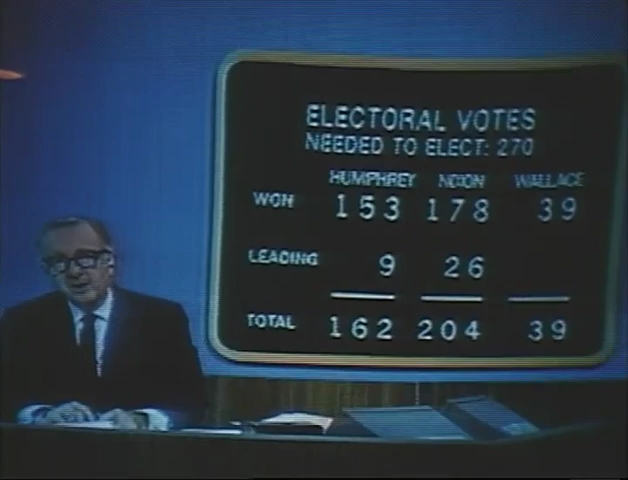 ELECTORAL VOTES
NEEDED TO ELECT: 270
HUMPHREY NIXON WALLACE
WON 153 178 39
LEADING 9 26
TOTAL 162 204 39